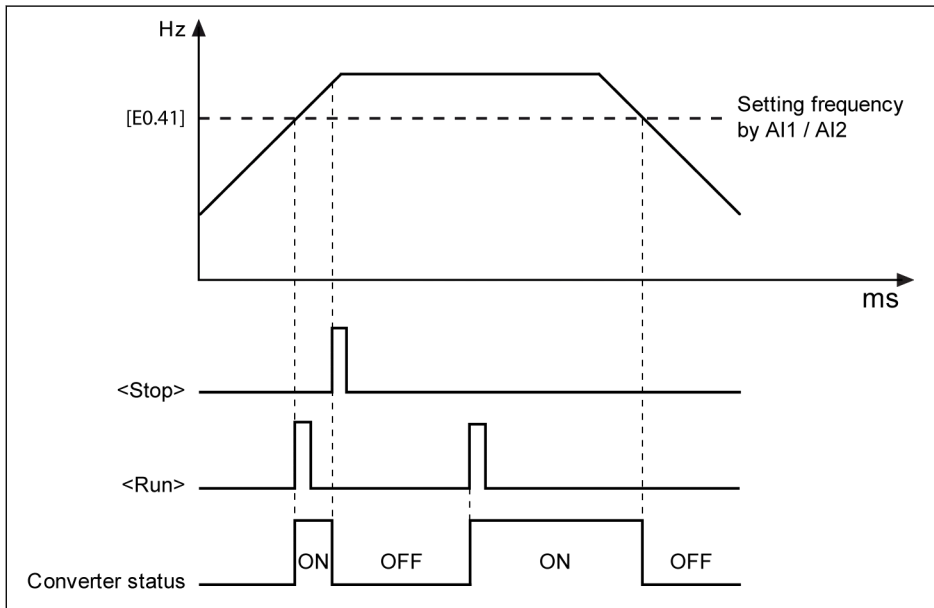 Hz
[E0.41]
Setting frequency
by AI1 / AI2
ms
<Stop>
<Run>
ON
OFF
ON
OFF
Converter status